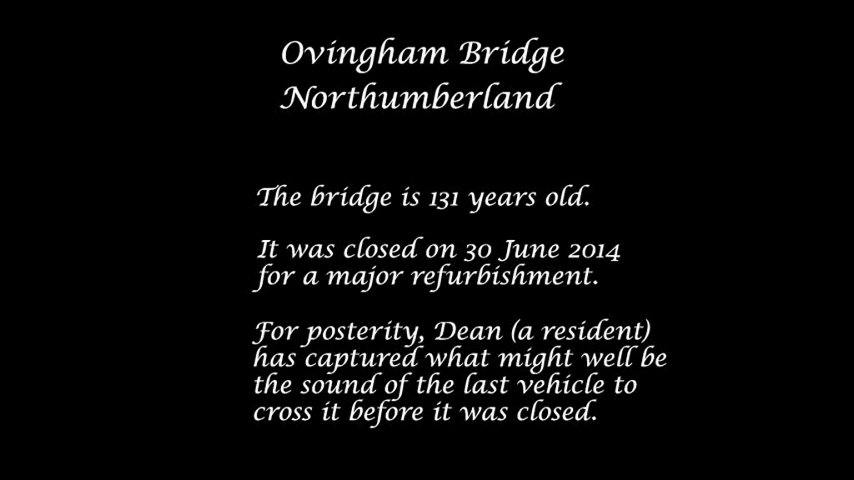 Ovingham Bridge
Northumberland
The bridge is 131 years old.
It was closed on 30 June 2014
for a major refurbishment.
For posterity, Dean (a resident)
has captured what might well be
the sound of the last vehicle to
cross it before it was closed.